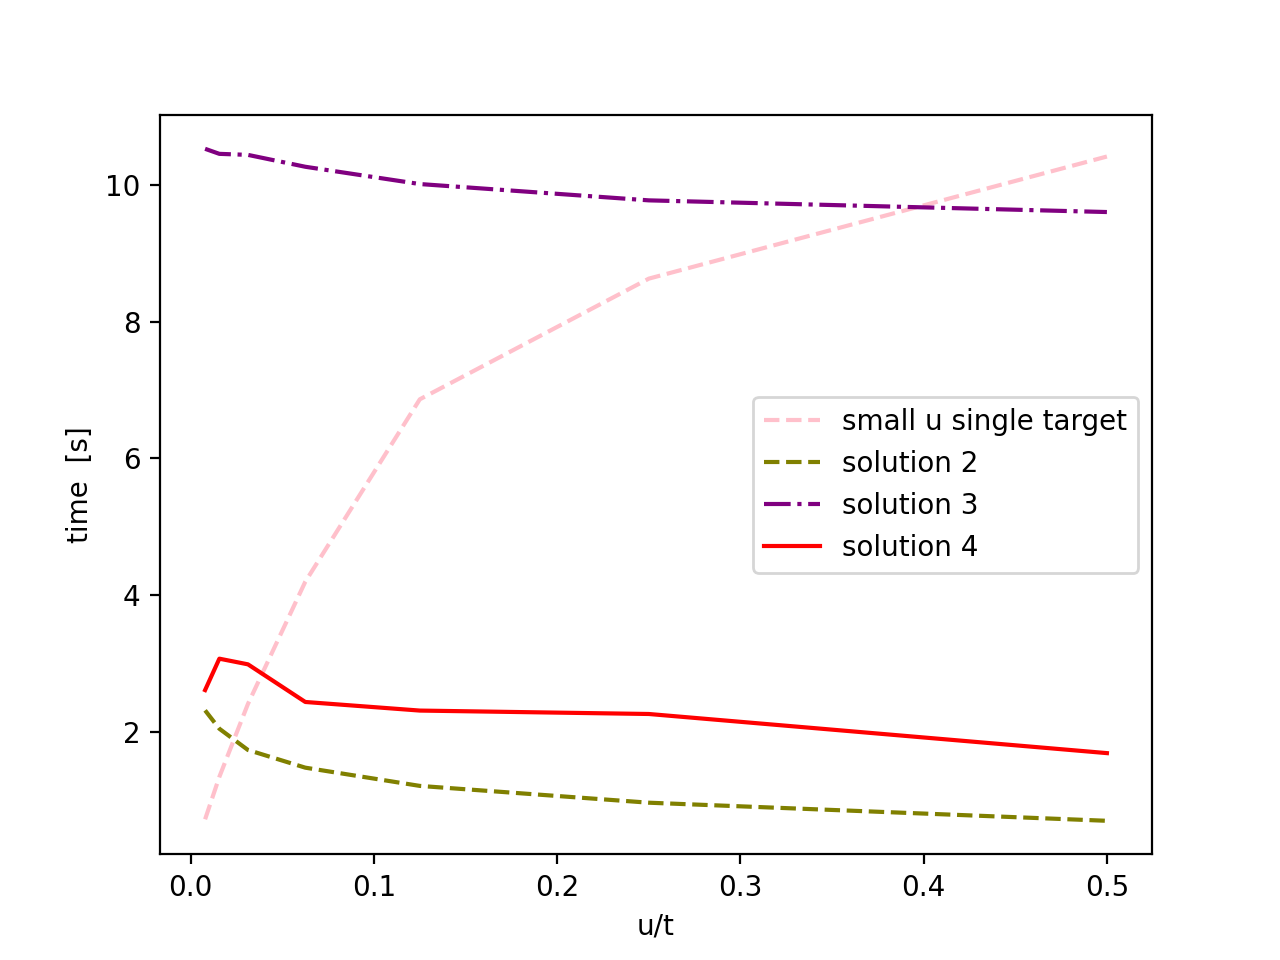 10
8
6
4
2
time [s]
small u single target
solution 2
solution 3
solution 4
0.0 0.1 0.2 0.3 0.4 0.5
u/t